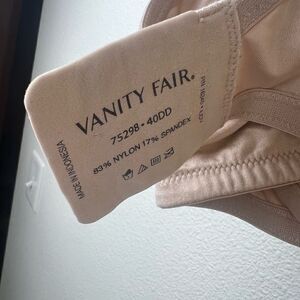 VANITY FAIR®
75298 • 40DD
83% NYLON 17% SPANDEX
MADE IN INDONESIA